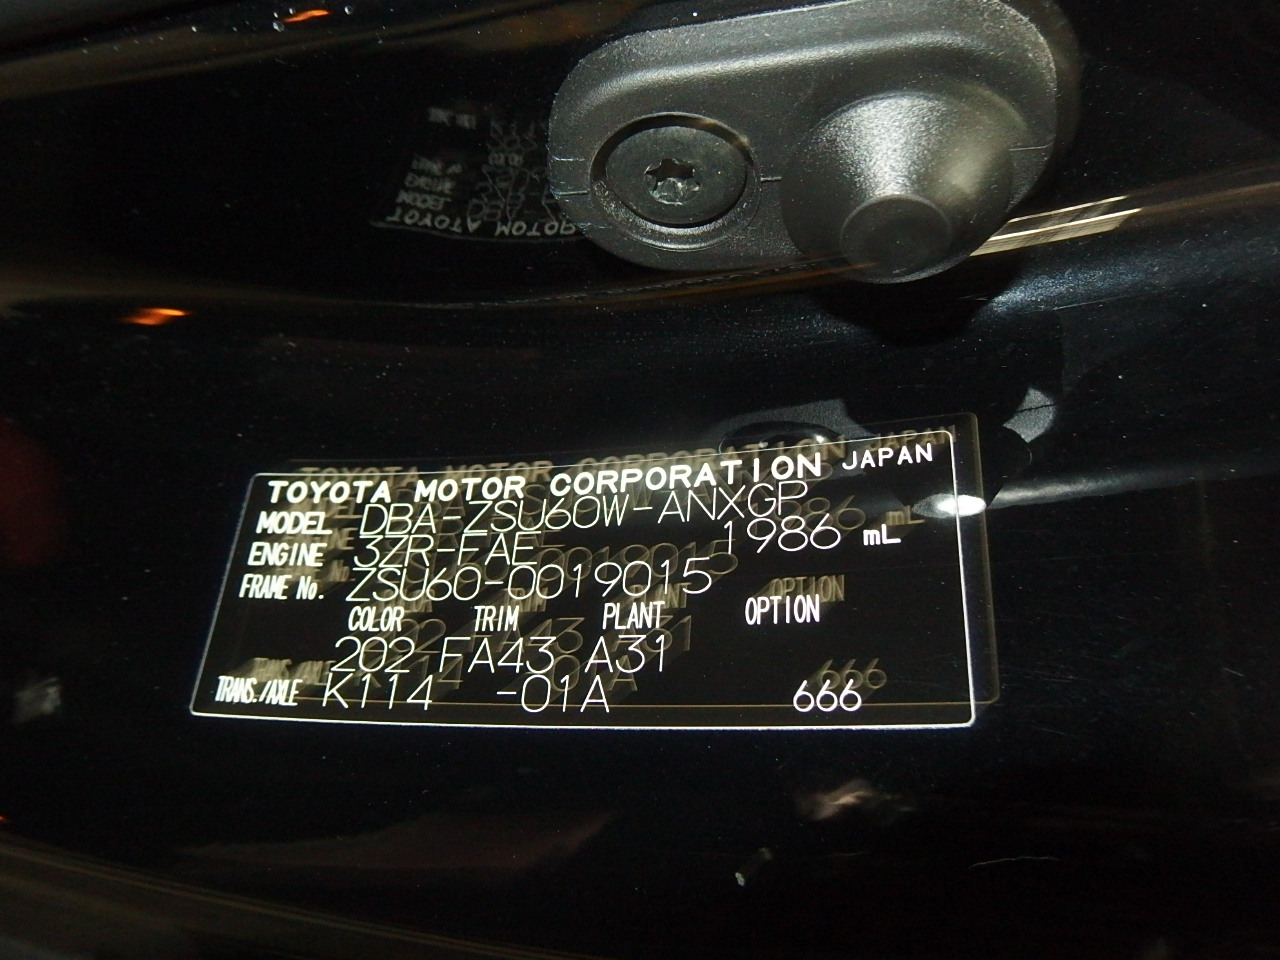 TOYOTA MOTOR CORPORATION JAPAN
MODEL DBA-ZSU60W-ANXGP
ENGINE 3ZR-FAE 1986 mL
FRAME No. ZSU60-0019015
COLOR TRIM PLANT OPTION
202 FA43 A31
TRANS./AXLE K114 -01A 666